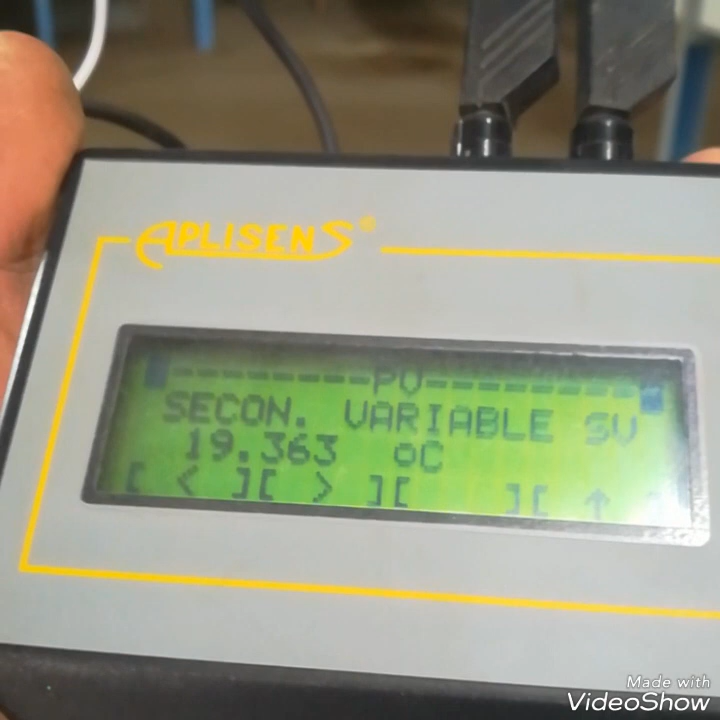 APLISENS®
--------PV--------
SECON. VARIABLE SV
19.363 oC
[ < ][ > ][ ][ ↑ ]
Made with
VideoShow